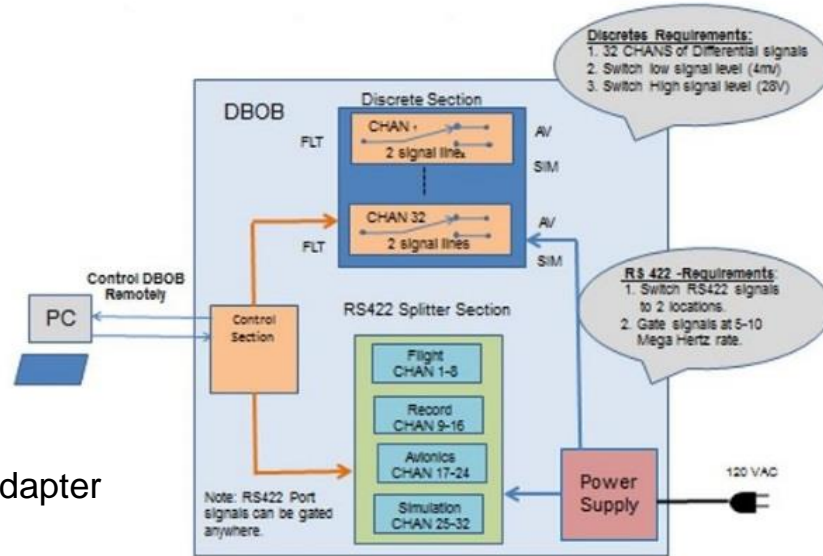 Discretes Requirements:
1. 32 CHANS of Differential signals
2. Switch low signal level (4mv)
3. Switch High signal level (28V)
DBOB
Discrete Section
CHAN 1
2 signal lines
FLT
AV
SIM
CHAN 32
2 signal lines
FLT
AV
SIM
Control DBOB
Remotely
PC
Control
Section
RS422 Splitter Section
Flight
CHAN 1-8
Record
CHAN 9-16
Avionics
CHAN 17-24
Simulation
CHAN 25-32
RS 422 -Requirements:
1. Switch RS422 signals
to 2 locations.
2. Gate signals at 5-10
Mega Hertz rate.
dapter
Note: RS422 Port
signals can be gated
anywhere.
Power
Supply
120 VAC